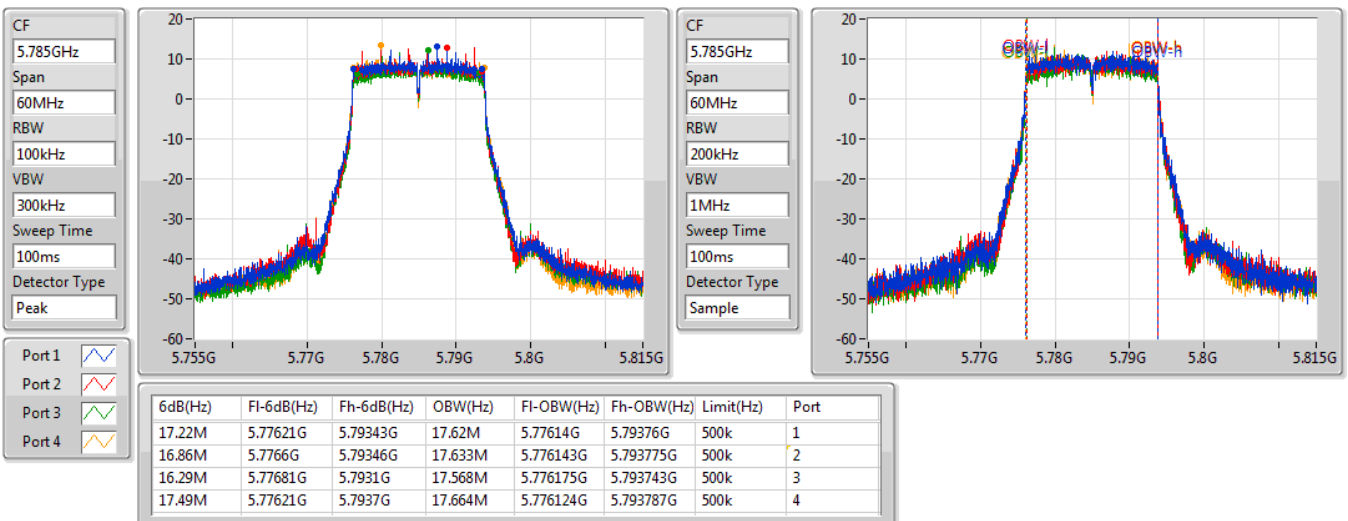 CF
5.785GHz
Span
60MHz
RBW
100kHz
VBW
300kHz
Sweep Time
100ms
Detector Type
Peak
20
10
0
-10
-20
-30
-40
-50
-60
5.755G 5.77G 5.78G 5.79G 5.8G 5.815G
CF
5.785GHz
Span
60MHz
RBW
200kHz
VBW
1MHz
Sweep Time
100ms
Detector Type
Sample
20
10
0
-10
-20
-30
-40
-50
-60
OBW-l OBW-h
5.755G 5.77G 5.78G 5.79G 5.8G 5.815G
Port 1
Port 2
Port 3
Port 4
6dB(Hz) Fl-6dB(Hz) Fh-6dB(Hz) OBW(Hz) Fl-OBW(Hz) Fh-OBW(Hz) Limit(Hz) Port
17.22M 5.77621G 5.79343G 17.62M 5.77614G 5.79376G 500k 1
16.86M 5.7766G 5.79346G 17.633M 5.776143G 5.793775G 500k 2
16.29M 5.77681G 5.7931G 17.568M 5.776175G 5.793743G 500k 3
17.49M 5.77621G 5.7937G 17.664M 5.776124G 5.793787G 500k 4